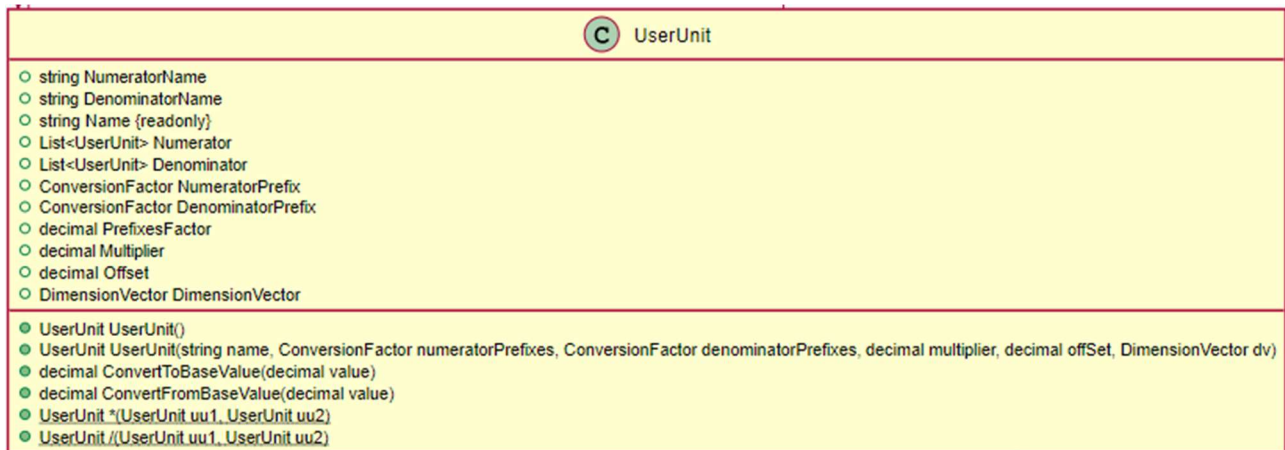 C UserUnit
string NumeratorName
string DenominatorName
string Name {readonly}
List<UserUnit> Numerator
List<UserUnit> Denominator
ConversionFactor NumeratorPrefix
ConversionFactor DenominatorPrefix
decimal PrefixesFactor
decimal Multiplier
decimal Offset
DimensionVector DimensionVector
UserUnit UserUnit()
UserUnit UserUnit(string name, ConversionFactor numeratorPrefixes, ConversionFactor denominatorPrefixes, decimal multiplier, decimal offSet, DimensionVector dv)
decimal ConvertToBaseValue(decimal value)
decimal ConvertFromBaseValue(decimal value)
UserUnit *(UserUnit uu1, UserUnit uu2)
UserUnit /(UserUnit uu1, UserUnit uu2)